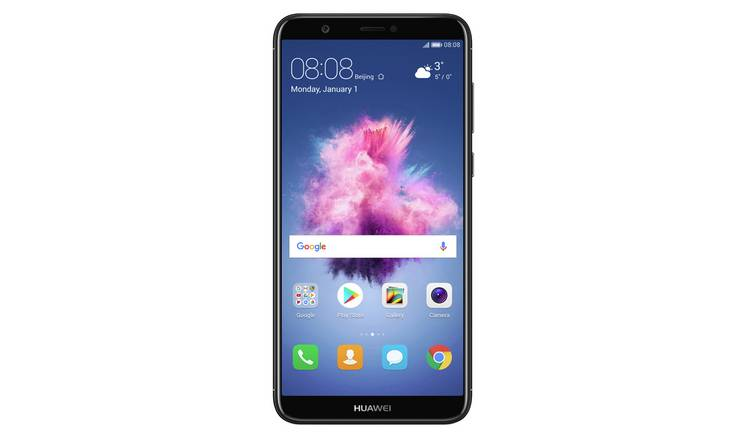 08:08
08:08 Beijing
3°
5° / 0°
Monday, January 1
Google
Google
Play Store
Gallery
Camera
HUAWEI